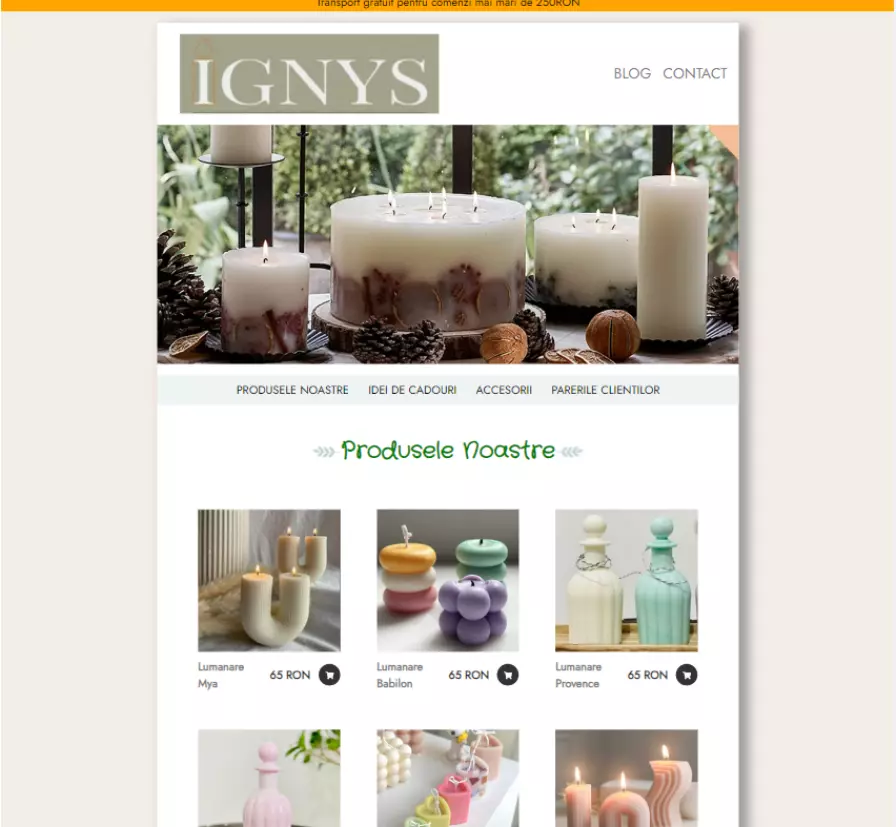 Transport gratuit pentru comenzi mai mari de 250RON
IGNYS
BLOG CONTACT
PRODUSELE NOASTRE IDEI DE CADOURI ACCESORII PARERILE CLIENTILOR
Produsele Noastre
Lumanare Mya 65 RON
Lumanare Babilon 65 RON
Lumanare Provence 65 RON